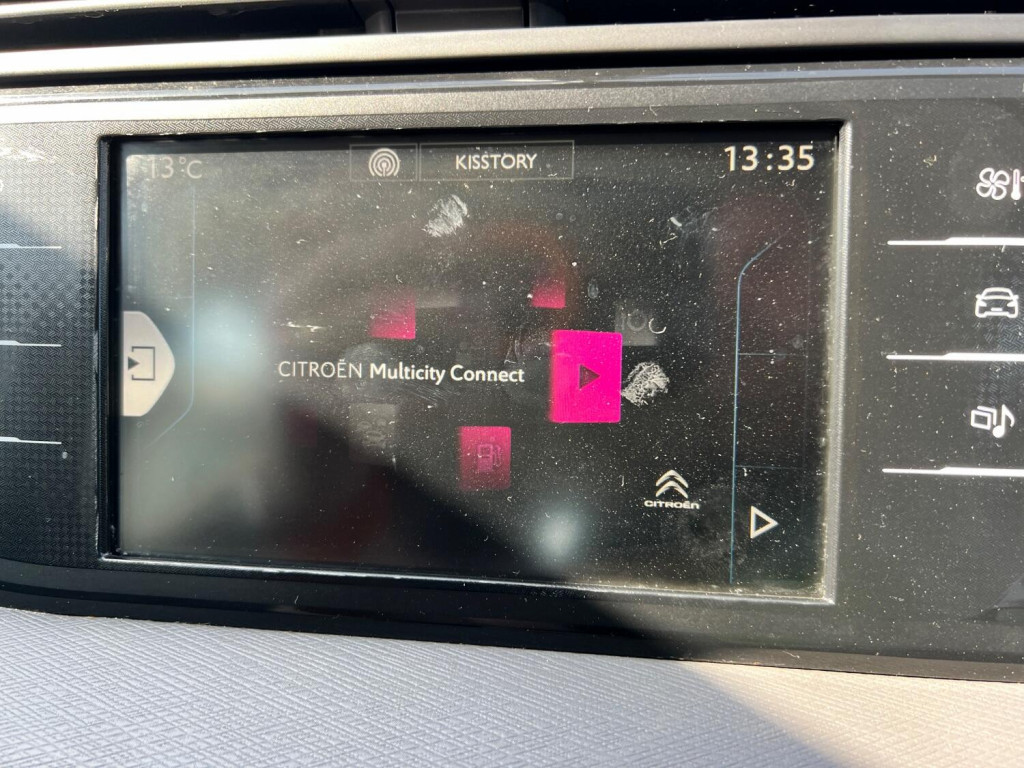 13°C
KISSTORY
13:35
CITROËN Multicity Connect
CITROËN